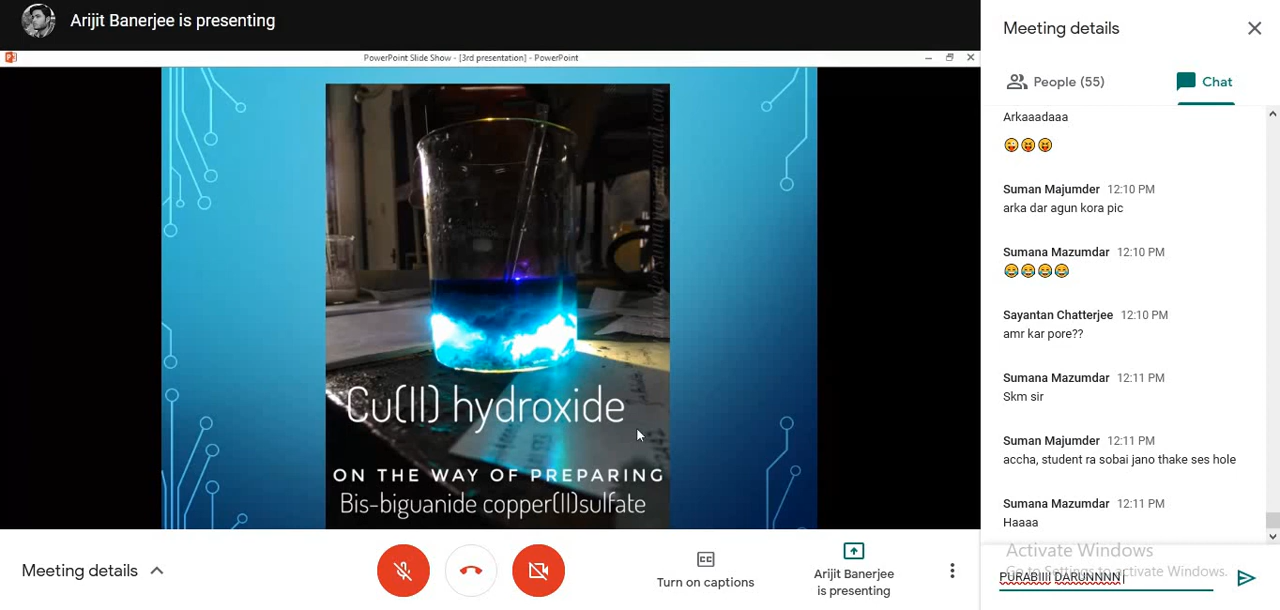 Arijit Banerjee is presenting
PowerPoint Slide Show - [3rd presentation] - PowerPoint
Cu(II) hydroxide
ON THE WAY OF PREPARING
Bis-biguanide copper(II)sulfate
Meeting details
Turn on captions
Arijit Banerjee
is presenting
Meeting details
People (55)
Chat
Arkaaadaaa
😜😝😝
Suman Majumder 12:10 PM
arka dar agun kora pic
Sumana Mazumdar 12:10 PM
😂😂😂😂
Sayantan Chatterjee 12:10 PM
amr kar pore??
Sumana Mazumdar 12:11 PM
Skm sir
Suman Majumder 12:11 PM
accha, student ra sobai jano thake ses hole
Sumana Mazumdar 12:11 PM
Haaaa
Activate Windows
Go to Settings to activate Windows.
PURABIIII DARUNNNN